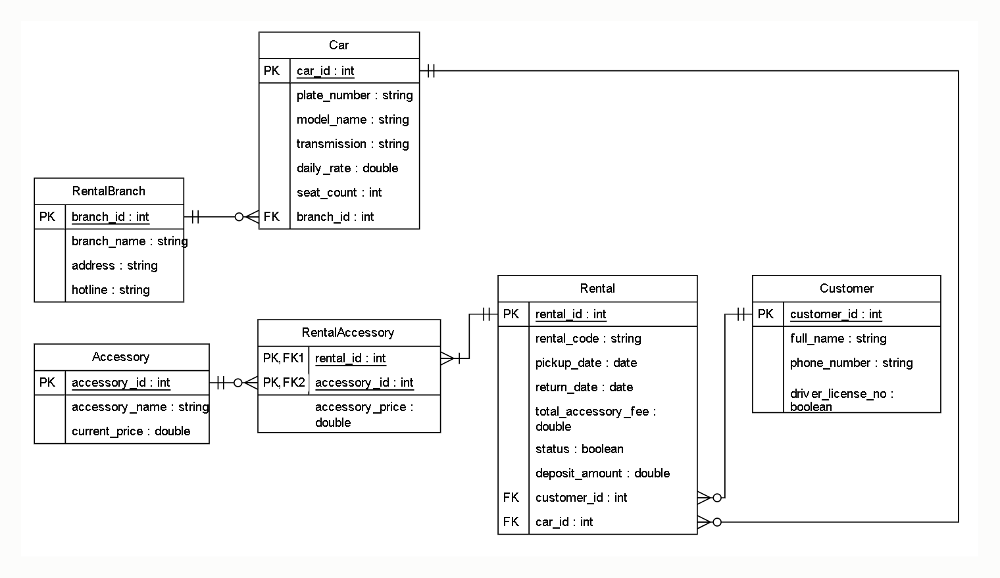 Car
PK car_id : int
plate_number : string
model_name : string
transmission : string
daily_rate : double
seat_count : int
FK branch_id : int
RentalBranch
PK branch_id : int
branch_name : string
address : string
hotline : string
Rental
PK rental_id : int
rental_code : string
pickup_date : date
return_date : date
total_accessory_fee :
double
status : boolean
deposit_amount : double
FK customer_id : int
FK car_id : int
Customer
PK customer_id : int
full_name : string
phone_number : string
driver_license_no :
boolean
RentalAccessory
PK,FK1 rental_id : int
PK,FK2 accessory_id : int
accessory_price :
double
Accessory
PK accessory_id : int
accessory_name : string
current_price : double